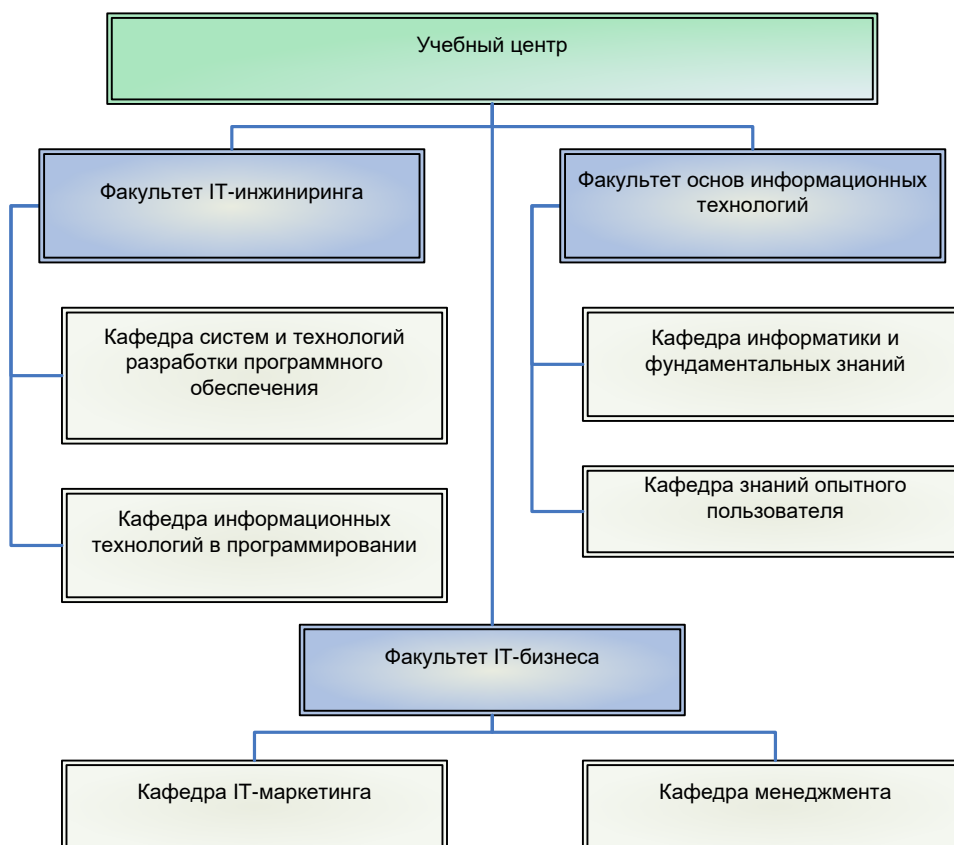 Учебный центр
Факультет IT-инжиниринга
Факультет основ информационных
технологий
Кафедра систем и технологий
разработки программного
обеспечения
Кафедра информатики и
фундаментальных знаний
Кафедра информационных
технологий в программировании
Кафедра знаний опытного
пользователя
Факультет IT-бизнеса
Кафедра IT-маркетинга
Кафедра менеджмента